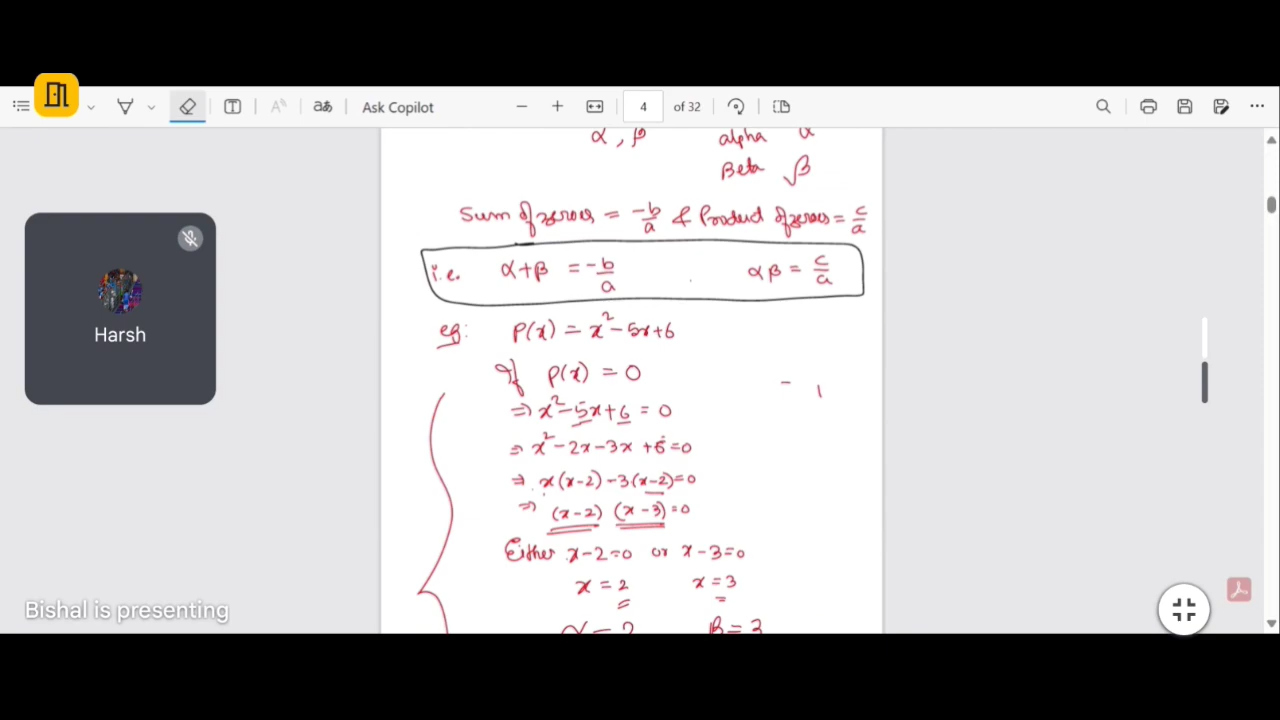 Ask Copilot
4 of 32
α , β alpha α
Beta β
Sum of zeroes = -b/a & Product of zeroes = c/a
i.e. α+β = -b/a αβ = c/a
eg: P(x) = x² - 5x + 6
If P(x) = 0
⇒ x² - 5x + 6 = 0
⇒ x² - 2x - 3x + 6 = 0
⇒ x(x-2) - 3(x-2) = 0
⇒ (x-2) (x-3) = 0
Either x-2=0 or x-3=0
x = 2 x = 3
α = 2 β = 3
Harsh
Bishal is presenting